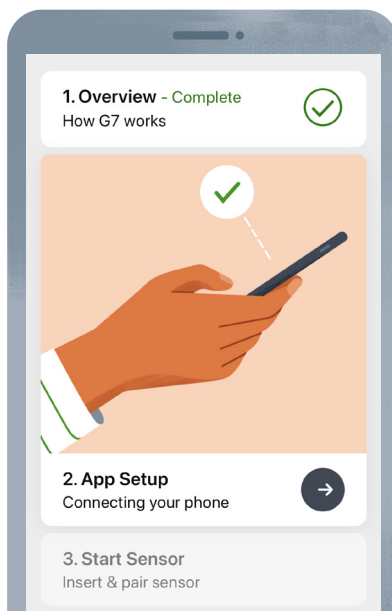 1. Overview - Complete
How G7 works
2. App Setup
Connecting your phone
3. Start Sensor
Insert & pair sensor